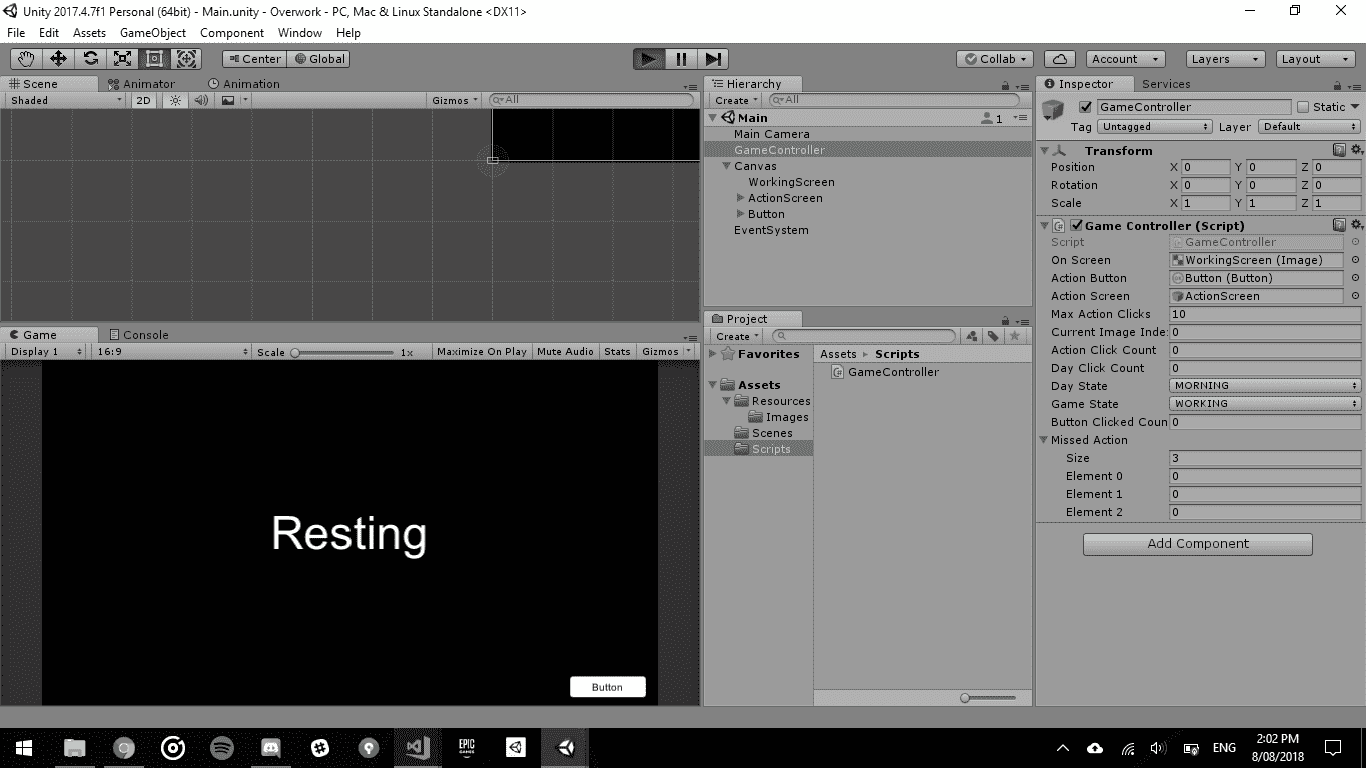 Unity 2017.4.7f1 Personal (64bit) - Main.unity - Overwork - PC, Mac & Linux Standalone <DX11>
File Edit Assets GameObject Component Window Help
Center Global Collab Account Layers Layout
Scene Animator Animation
Shaded 2D Gizmos All
Hierarchy
Create All
Main 1
Main Camera
GameController
Canvas
WorkingScreen
ActionScreen
Button
EventSystem
Inspector Services
GameController Static
Tag Untagged Layer Default
Transform
Position X 0 Y 0 Z 0
Rotation X 0 Y 0 Z 0
Scale X 1 Y 1 Z 1
Game Controller (Script)
Script GameController
On Screen WorkingScreen (Image)
Action Button Button (Button)
Action Screen ActionScreen
Max Action Clicks 10
Current Image Inde: 0
Action Click Count 0
Day Click Count 0
Day State MORNING
Game State WORKING
Button Clicked Coun 0
Missed Action
Size 3
Element 0 0
Element 1 0
Element 2 0
Add Component
Game Console
Display 1 16:9 Scale 1x Maximize On Play Mute Audio Stats Gizmos
Resting
Button
Project
Create
Favorites
Assets
Resources
Images
Scenes
Scripts
Assets Scripts
GameController
EPIC GAMES
ENG
2:02 PM
8/08/2018